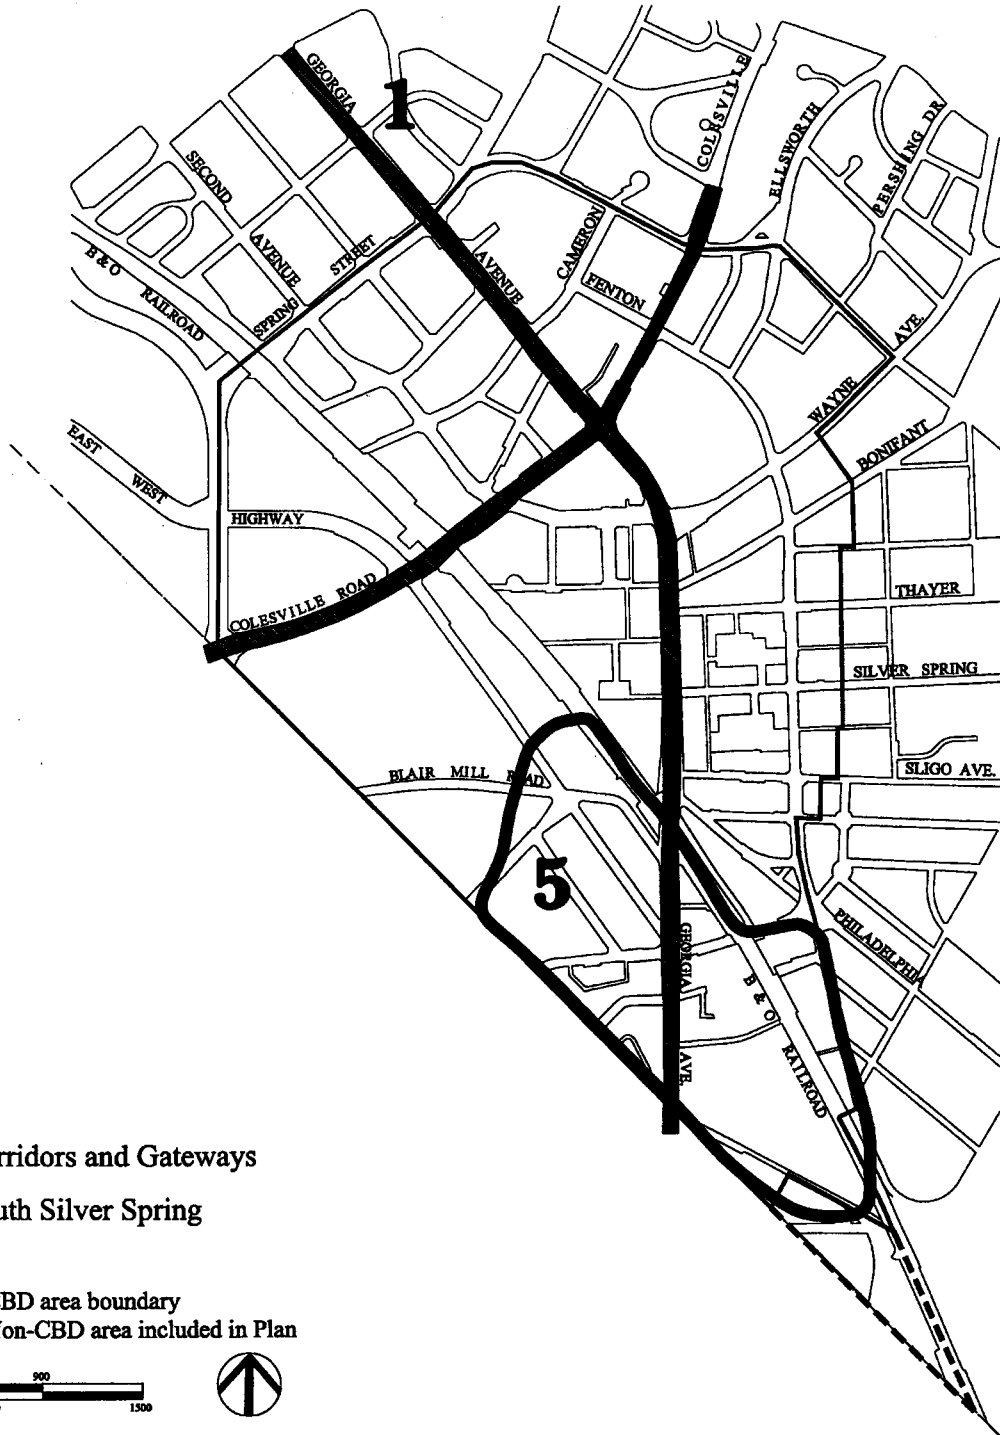 GEORGIA
1
COLESVILLE
ELLSWORTH
PERSHING DR.
SECOND
AVENUE
STREET
SPRING
B & O
RAILROAD
AVENUE
CAMERON
FENTON
AVE.
WAYNE
BONIFANT
EAST
WEST
HIGHWAY
COLESVILLE ROAD
THAYER
SILVER SPRING
SLIGO AVE.
BLAIR MILL ROAD
5
PHILADELPHIA
GEORGIA
AVE.
B & O
RAILROAD
rridors and Gateways
uth Silver Spring
BD area boundary
on-CBD area included in Plan
900
1500